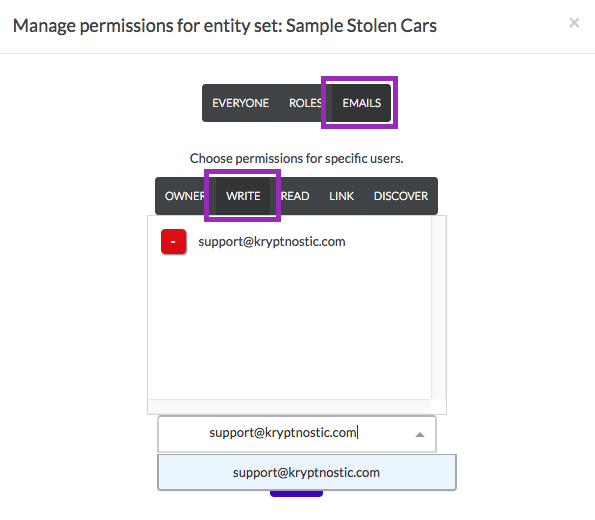 Manage permissions for entity set: Sample Stolen Cars ×
EVERYONE ROLES EMAILS
Choose permissions for specific users.
OWNER WRITE READ LINK DISCOVER
- support@kryptnostic.com
support@kryptnostic.com
support@kryptnostic.com